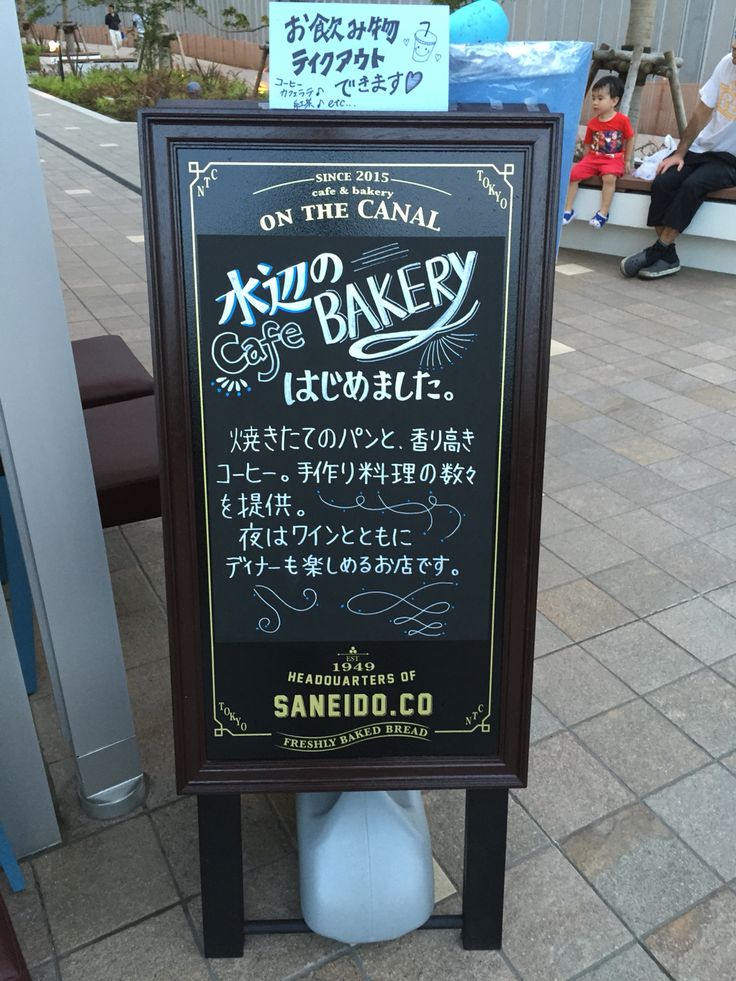 お飲み物
テイクアウト
できます♡
コーヒー
カフェラテ♪
紅茶♪etc...
NTC
TOKYO
SINCE 2015
cafe & bakery
ON THE CANAL
水辺の
Cafe BAKERY
はじめました。
焼きたてのパンと、香り高き
コーヒー。手作り料理の数々
を提供。
夜はワインとともに
ディナーも楽しめるお店です。
EST
1949
HEADQUARTERS OF
SANEIDO.CO
FRESHLY BAKED BREAD
TOKYO
NTC